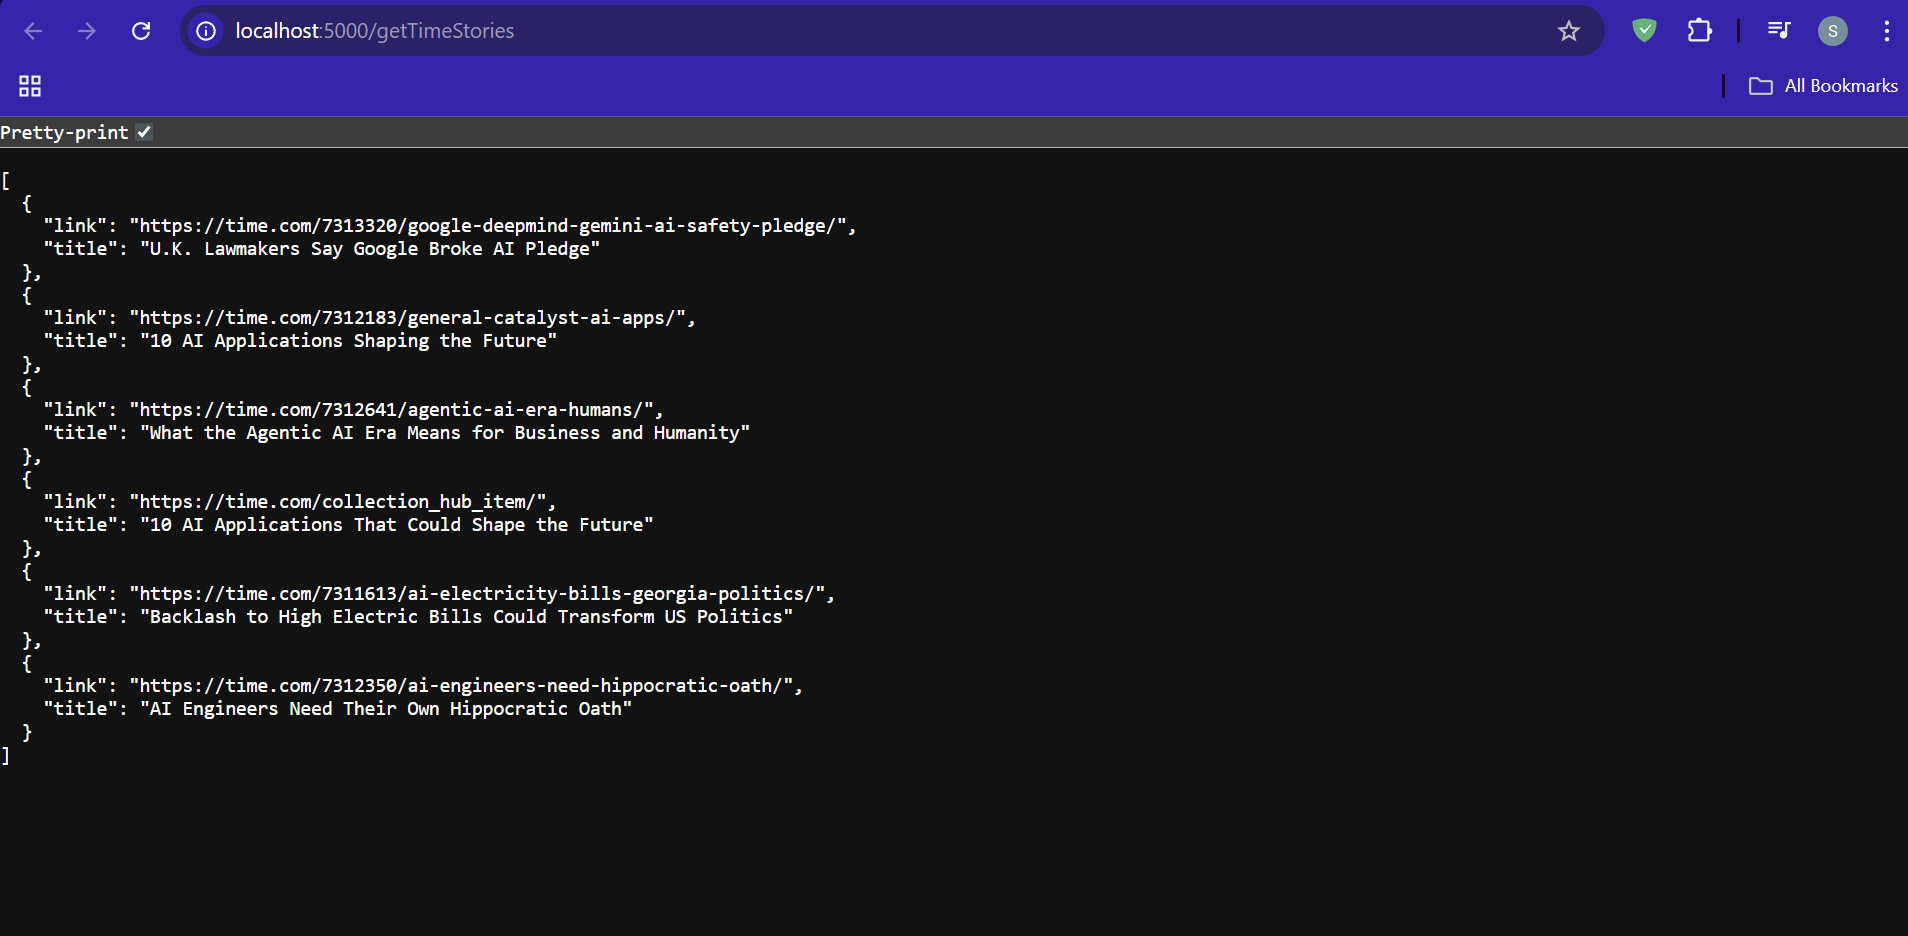 localhost:5000/getTimeStories
S
All Bookmarks
Pretty-print
[
  {
    "link": "https://time.com/7313320/google-deepmind-gemini-ai-safety-pledge/",
    "title": "U.K. Lawmakers Say Google Broke AI Pledge"
  },
  {
    "link": "https://time.com/7312183/general-catalyst-ai-apps/",
    "title": "10 AI Applications Shaping the Future"
  },
  {
    "link": "https://time.com/7312641/agentic-ai-era-humans/",
    "title": "What the Agentic AI Era Means for Business and Humanity"
  },
  {
    "link": "https://time.com/collection_hub_item/",
    "title": "10 AI Applications That Could Shape the Future"
  },
  {
    "link": "https://time.com/7311613/ai-electricity-bills-georgia-politics/",
    "title": "Backlash to High Electric Bills Could Transform US Politics"
  },
  {
    "link": "https://time.com/7312350/ai-engineers-need-hippocratic-oath/",
    "title": "AI Engineers Need Their Own Hippocratic Oath"
  }
]